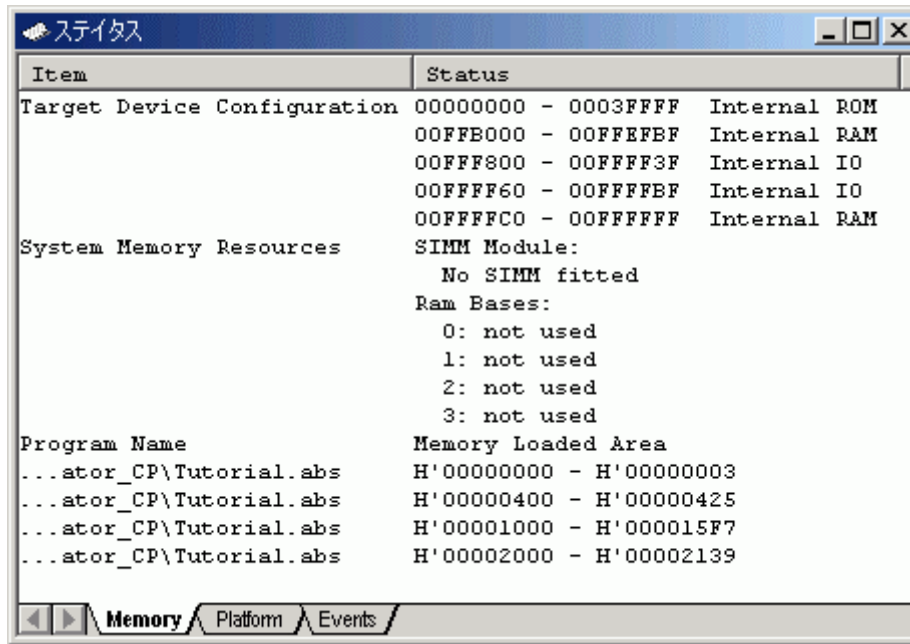 ステイタス
Item Status
Target Device Configuration 00000000 - 0003FFFF Internal ROM
00FFB000 - 00FFEFBF Internal RAM
00FFF800 - 00FFFF3F Internal IO
00FFFF60 - 00FFFFBF Internal IO
00FFFFC0 - 00FFFFFF Internal RAM
System Memory Resources SIMM Module:
No SIMM fitted
Ram Bases:
0: not used
1: not used
2: not used
3: not used
Program Name Memory Loaded Area
...ator_CP\Tutorial.abs H'00000000 - H'00000003
...ator_CP\Tutorial.abs H'00000400 - H'00000425
...ator_CP\Tutorial.abs H'00001000 - H'000015F7
...ator_CP\Tutorial.abs H'00002000 - H'00002139
Memory Platform Events